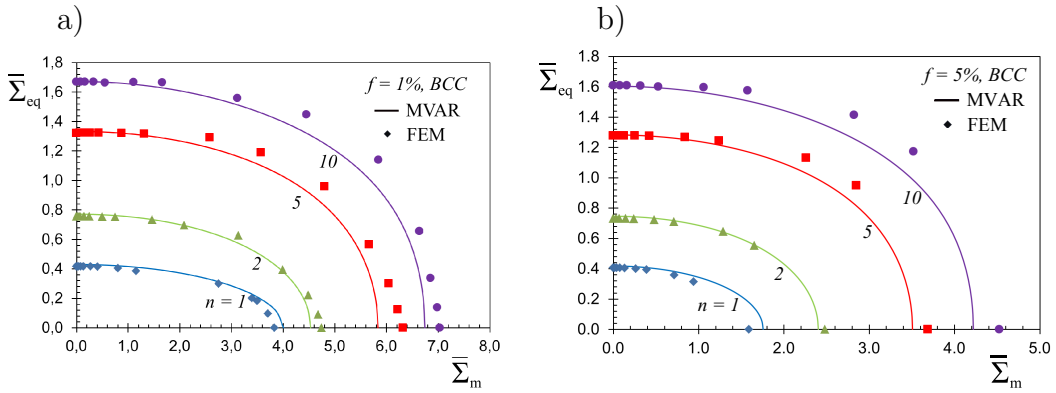 a)
Σ̿eq
1,8
1,6
1,4
1,2
1,0
0,8
0,6
0,4
0,2
0,0
f = 1%, BCC
MVAR
FEM
10
5
2
n = 1
0,0 1,0 2,0 3,0 4,0 5,0 6,0 7,0 8,0
Σ̿m
b)
Σ̿eq
1.8
1.6
1.4
1.2
1.0
0.8
0.6
0.4
0.2
0.0
f = 5%, BCC
MVAR
FEM
10
5
2
n = 1
0.0 1.0 2.0 3.0 4.0 5.0
Σ̿m